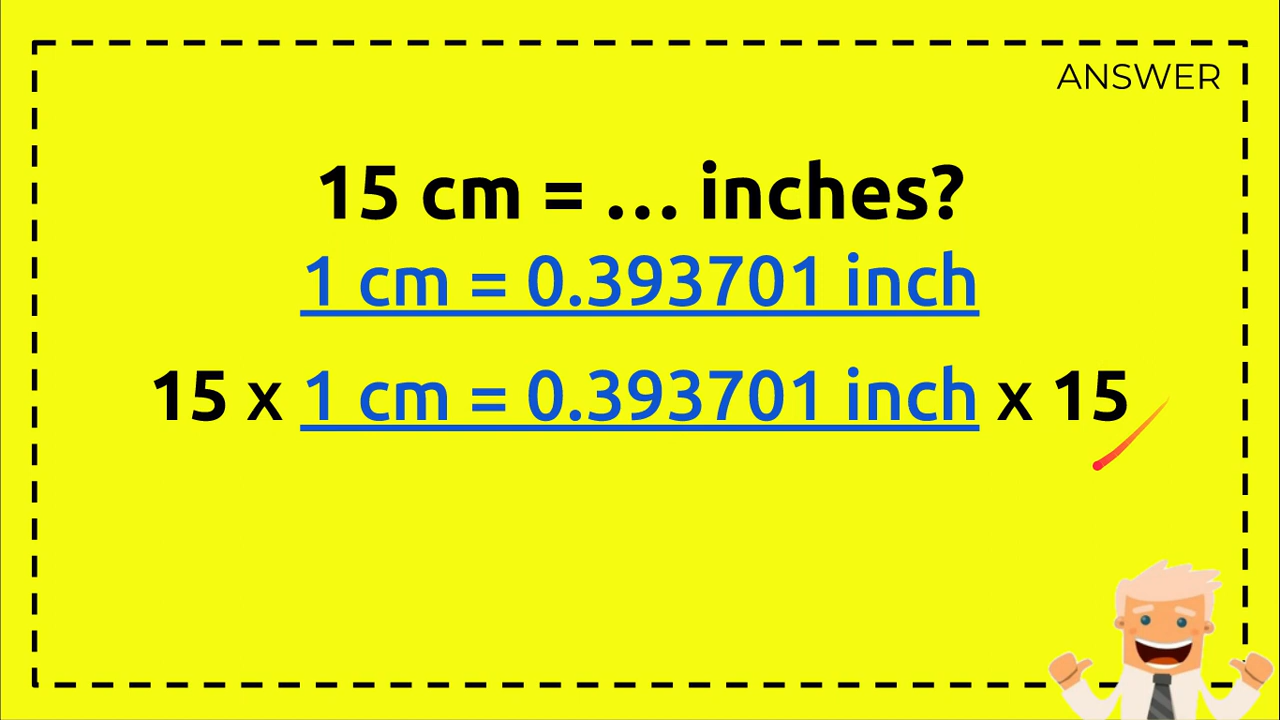 ANSWER
15 cm = ... inches?
1 cm = 0.393701 inch
15 x 1 cm = 0.393701 inch x 15